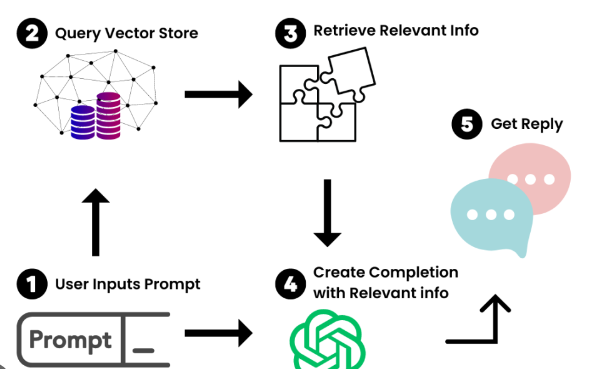 2 Query Vector Store
3 Retrieve Relevant Info
5 Get Reply
1 User Inputs Prompt
4 Create Completion
with Relevant info
Prompt _